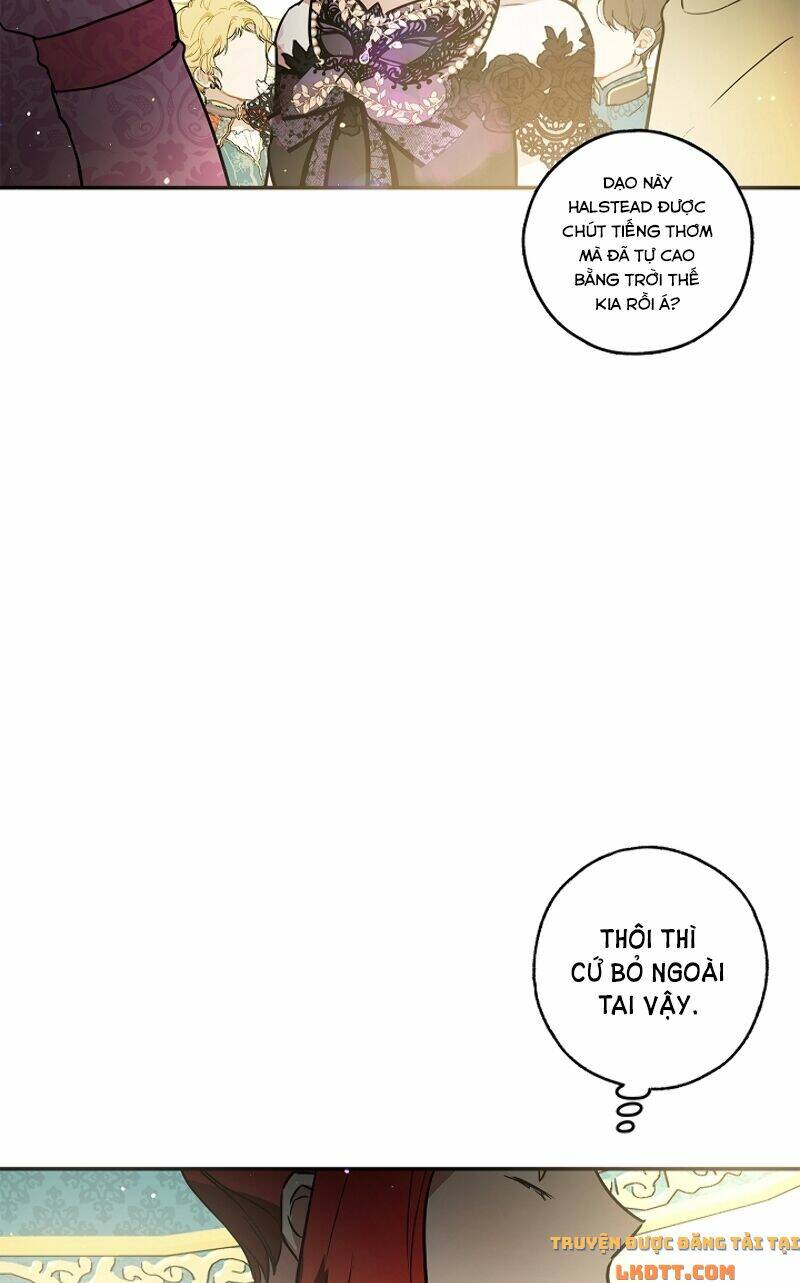 DẠO NÀY
HALSTEAD ĐƯỢC
CHÚT TIẾNG THƠM
MÀ ĐÃ TỰ CAO
BẰNG TRỜI THẾ
KIA RỒI Á?
THÔI THÌ
CỨ BỎ NGOÀI
TAI VẬY.
TRUYỆN ĐƯỢC ĐĂNG TẢI TẠI
LKDTT.COM